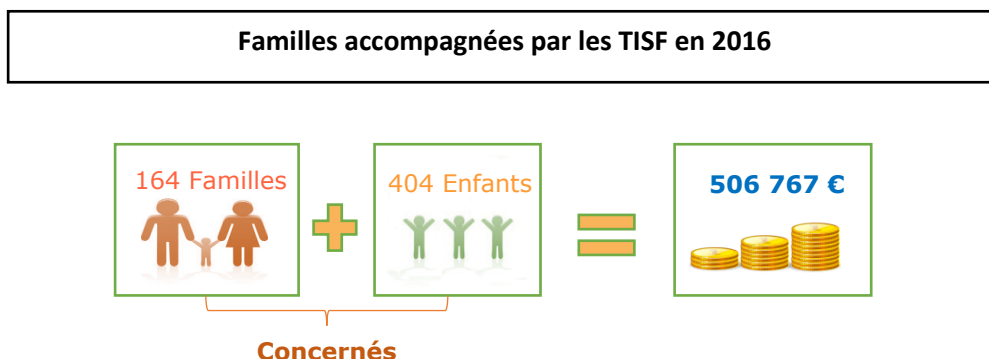 Familles accompagnées par les TISF en 2016
164 Familles
404 Enfants
506 767 €
Concernés